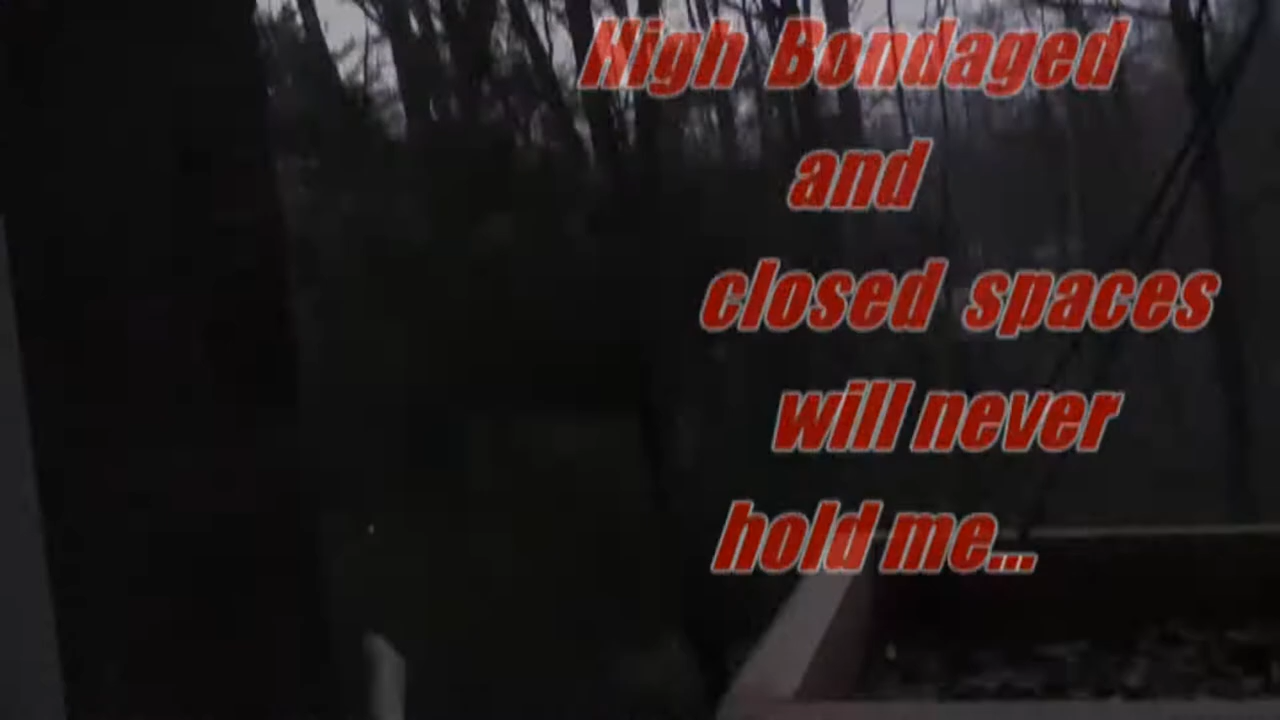 High Bondaged
and
closed spaces
will never
hold me...